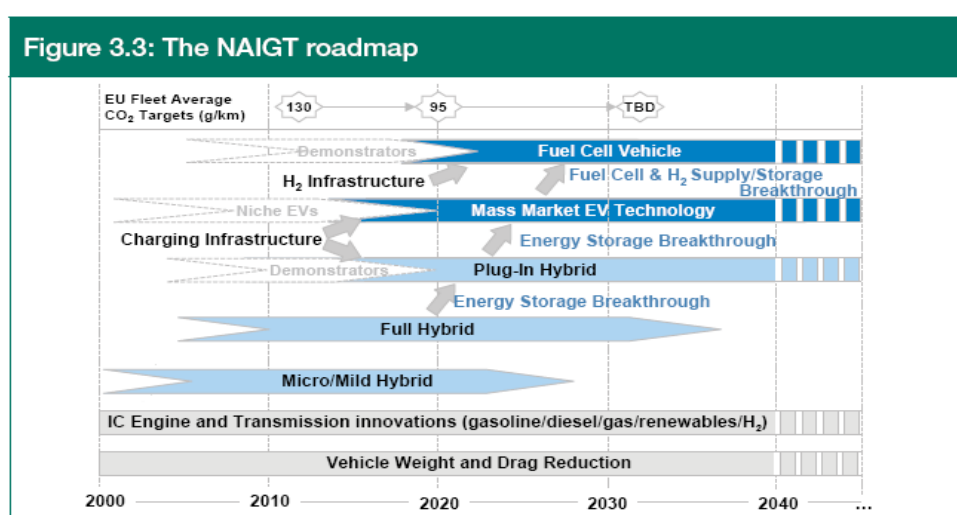 Figure 3.3: The NAIGT roadmap
EU Fleet Average
CO₂ Targets (g/km)
130
95
TBD
Demonstrators
Fuel Cell Vehicle
H₂ Infrastructure
Fuel Cell & H₂ Supply/Storage
Breakthrough
Niche EVs
Mass Market EV Technology
Charging Infrastructure
Energy Storage Breakthrough
Demonstrators
Plug-In Hybrid
Energy Storage Breakthrough
Full Hybrid
Micro/Mild Hybrid
IC Engine and Transmission innovations (gasoline/diesel/gas/renewables/H₂)
Vehicle Weight and Drag Reduction
2000 2010 2020 2030 2040 ...